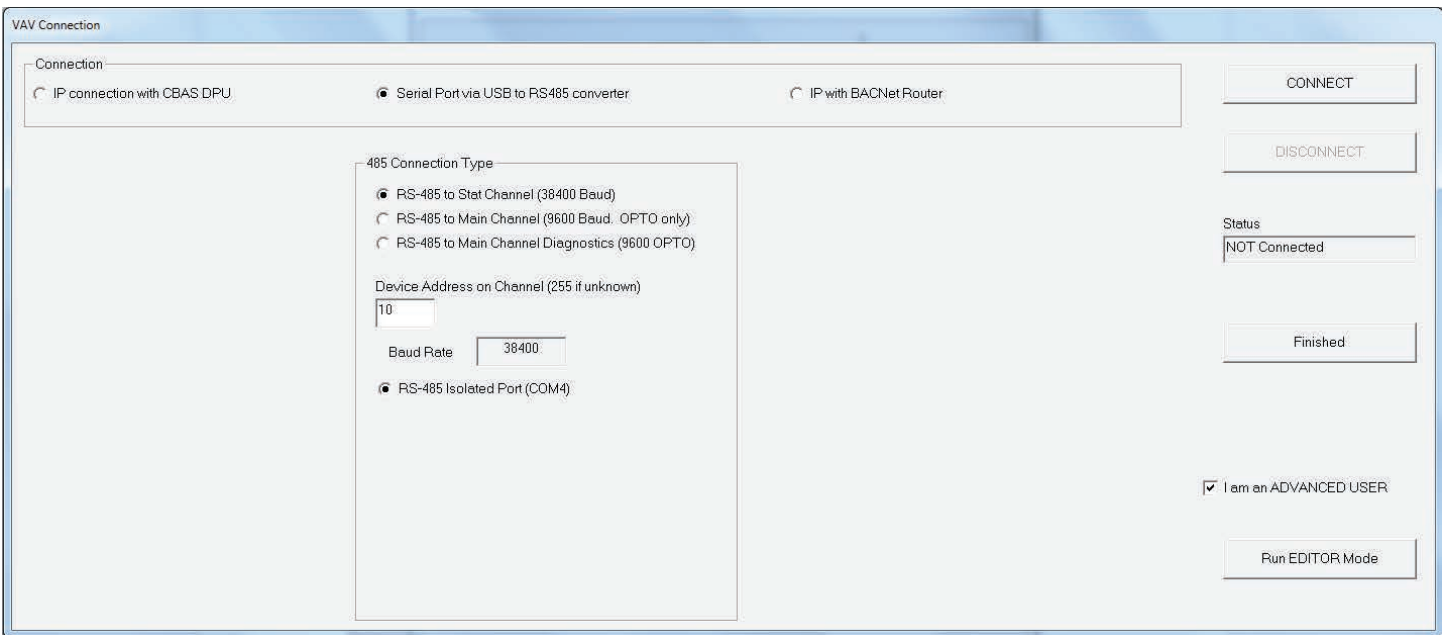 VAV Connection
Connection
IP connection with CBAS DPU
Serial Port via USB to RS485 converter
IP with BACNet Router
CONNECT
DISCONNECT
485 Connection Type
RS-485 to Stat Channel (38400 Baud)
RS-485 to Main Channel (9600 Baud. OPTO only)
RS-485 to Main Channel Diagnostics (9600 OPTO)
Status
NOT Connected
Device Address on Channel (255 if unknown)
10
Baud Rate 38400
Finished
RS-485 Isolated Port (COM4)
I am an ADVANCED USER
Run EDITOR Mode